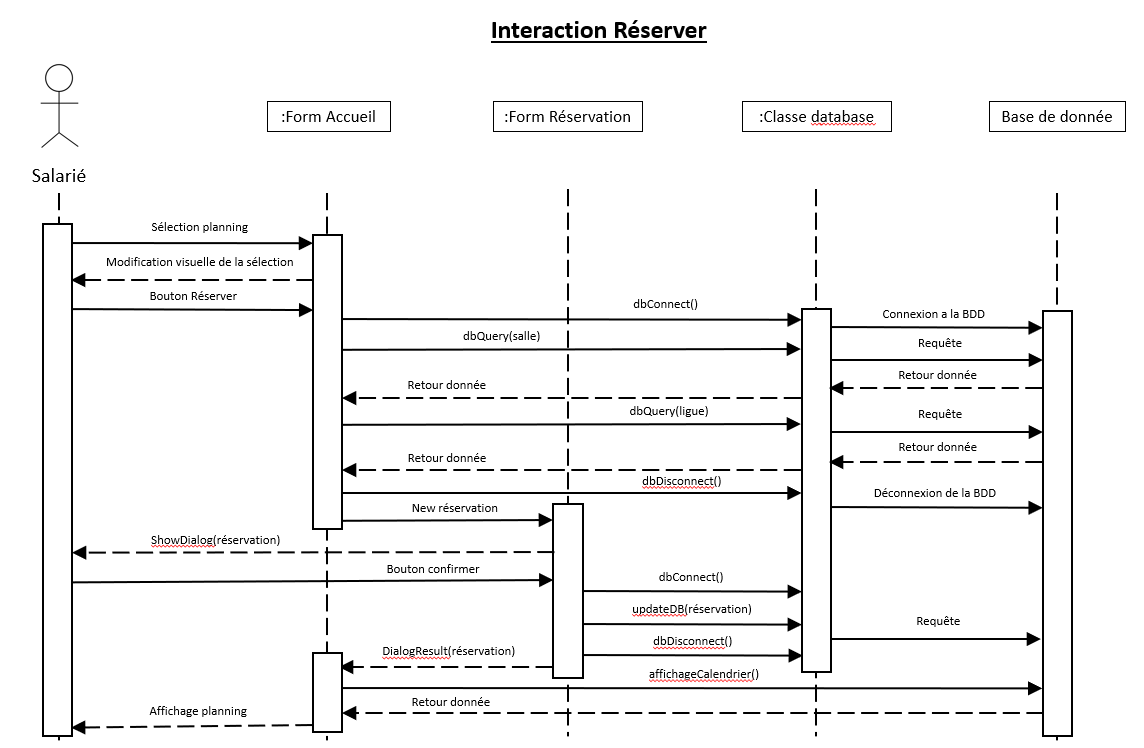 Interaction Réserver
Salarié
:Form Accueil
:Form Réservation
:Classe database
Base de donnée
Sélection planning
Modification visuelle de la sélection
Bouton Réserver
dbConnect()
Connexion a la BDD
dbQuery(salle)
Requête
Retour donnée
Retour donnée
dbQuery(ligue)
Requête
Retour donnée
Retour donnée
dbDisconnect()
Déconnexion de la BDD
New réservation
ShowDialog(réservation)
Bouton confirmer
dbConnect()
updateDB(réservation)
Requête
dbDisconnect()
DialogResult(réservation)
affichageCalendrier()
Retour donnée
Affichage planning